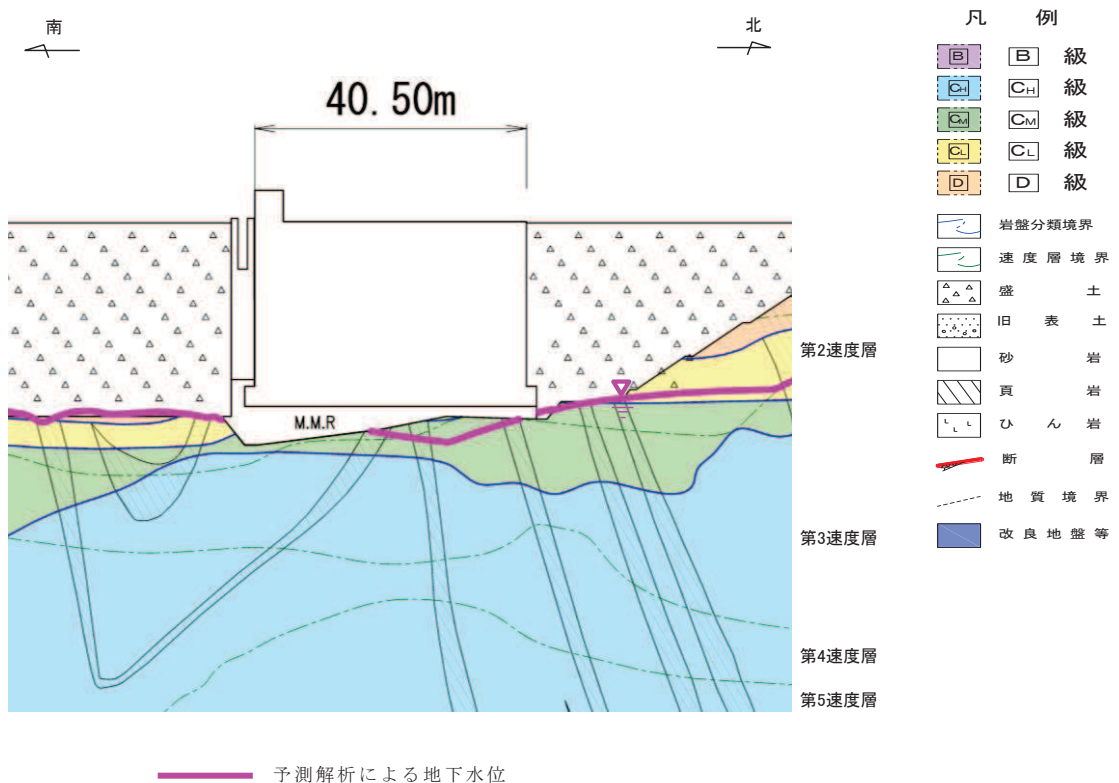 南
北
40.50m
M.M.R
第2速度層
第3速度層
第4速度層
第5速度層
予測解析による地下水位
凡 例
B B 級
CH CH 級
CM CM 級
CL CL 級
D D 級
岩盤分類境界
速度層境界
盛土
旧表土
砂岩
頁岩
ひん岩
断層
地質境界
改良地盤等